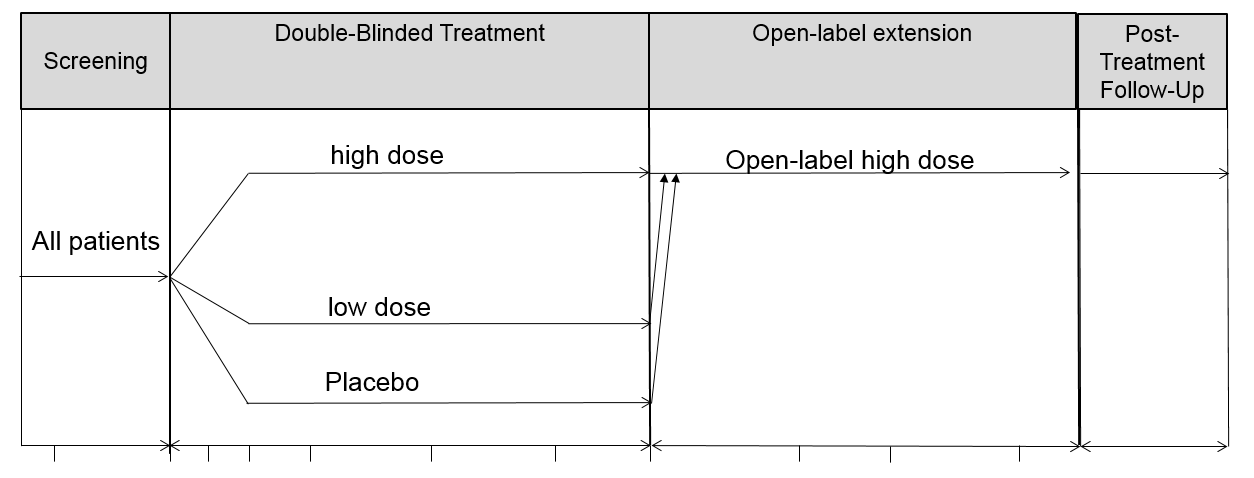 Screening
Double-Blinded Treatment
Open-label extension
Post-
Treatment
Follow-Up
high dose
Open-label high dose
All patients
low dose
Placebo